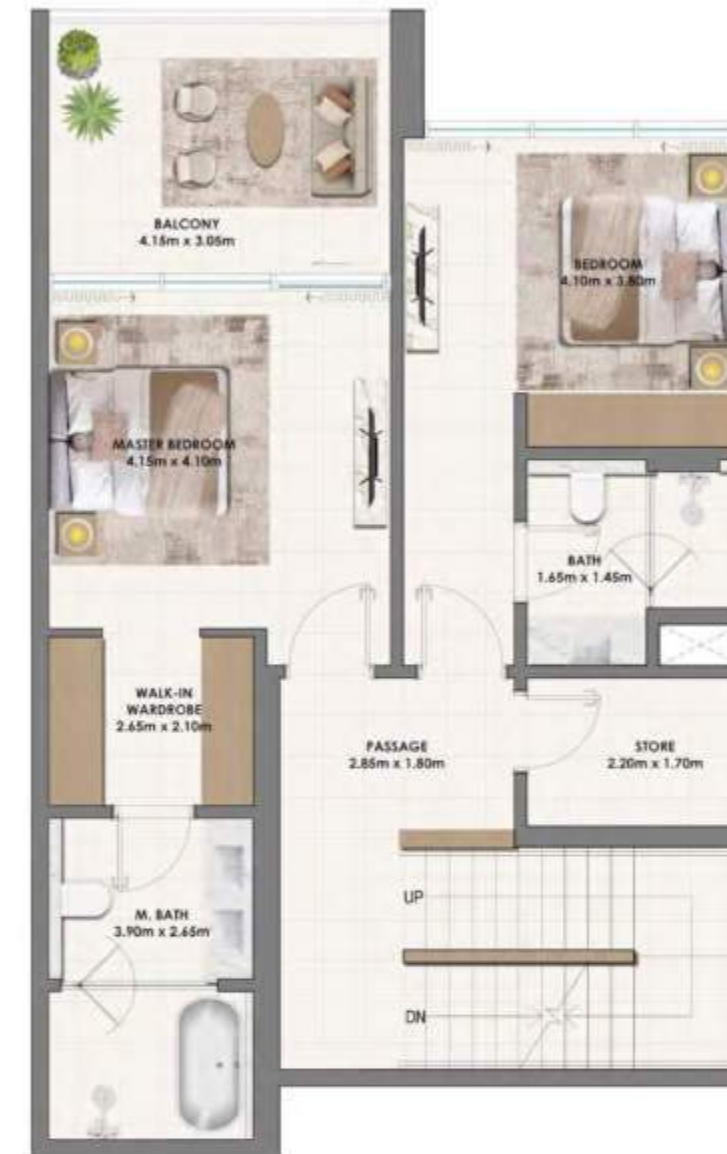 BALCONY
4.15m x 3.05m
BEDROOM
4.10m x 3.80m
MASTER BEDROOM
4.15m x 4.10m
BATH
1.65m x 1.45m
WALK-IN
WARDROBE
2.65m x 2.10m
PASSAGE
2.85m x 1.80m
STORE
2.20m x 1.70m
UP
M. BATH
3.90m x 2.65m
DN